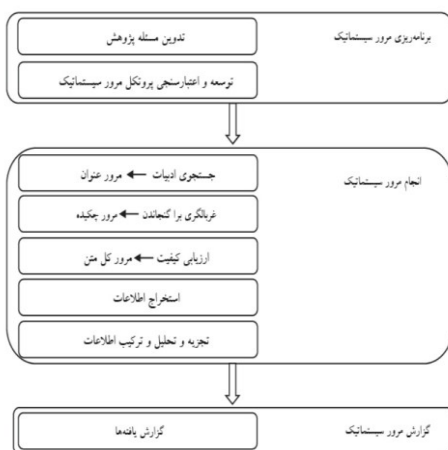 برنامه‌ریزی مرور سیستماتیک
تدوین مسئله پژوهش
توسعه و اعتبارسنجی پروتکل مرور سیستماتیک
انجام مرور سیستماتیک
جستجوی ادبیات ← مرور عنوان
غربالگری برا گنجاندن ← مرور چکیده
ارزیابی کیفیت ← مرور کل متن
استخراج اطلاعات
تجزیه و تحلیل و ترکیب اطلاعات
گزارش مرور سیستماتیک
گزارش یافته‌ها